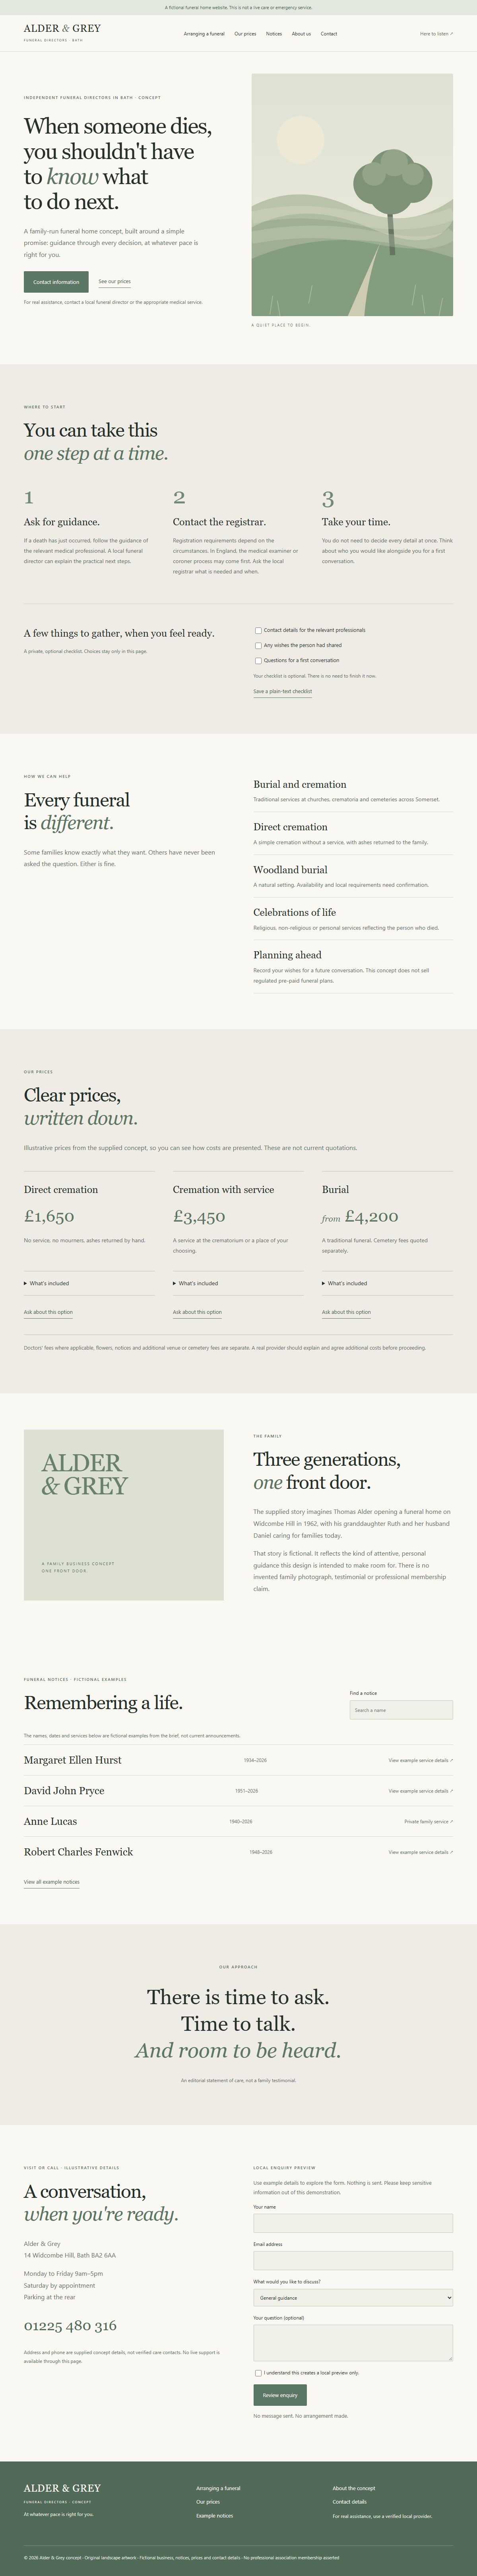 A fictional funeral home website. This is not a live care or emergency service.
ALDER & GREY
FUNERAL DIRECTORS · BATH
Arranging a funeral
Our prices
Notices
About us
Contact
Here to listen ↗
INDEPENDENT FUNERAL DIRECTORS IN BATH · CONCEPT
When someone dies,
you shouldn't have
to know what
to do next.
A family-run funeral home concept, built around a simple
promise: guidance through every decision, at whatever pace is
right for you.
Contact information
See our prices
For real assistance, contact a local funeral director or the appropriate medical service.
A QUIET PLACE TO BEGIN.
WHERE TO START
You can take this
one step at a time.
1
Ask for guidance.
If a death has just occurred, follow the guidance of
the relevant medical professional. A local funeral
director can explain the practical next steps.
2
Contact the registrar.
Registration requirements depend on the
circumstances. In England, the medical examiner or
coroner process may come first. Ask the local
registrar what is needed and when.
3
Take your time.
You do not need to decide every detail at once. Think
about who you would like alongside you for a first
conversation.
A few things to gather, when you feel ready.
A private, optional checklist. Choices stay only in this page.
Contact details for the relevant professionals
Any wishes the person had shared
Questions for a first conversation
Your checklist is optional. There is no need to finish it now.
Save a plain-text checklist
HOW WE CAN HELP
Every funeral
is different.
Some families know exactly what they want. Others have never been
asked the question. Either is fine.
Burial and cremation
Traditional services at churches, crematoria and cemeteries across Somerset.
Direct cremation
A simple cremation without a service, with ashes returned to the family.
Woodland burial
A natural setting. Availability and local requirements need confirmation.
Celebrations of life
Religious, non-religious or personal services reflecting the person who died.
Planning ahead
Record your wishes for a future conversation. This concept does not sell
regulated pre-paid funeral plans.
OUR PRICES
Clear prices,
written down.
Illustrative prices from the supplied concept, so you can see how costs are presented. These are not current quotations.
Direct cremation
£1,650
No service, no mourners, ashes returned by hand.
What's included
Ask about this option
Cremation with service
£3,450
A service at the crematorium or a place of your
choosing.
What's included
Ask about this option
Burial
from £4,200
A traditional funeral. Cemetery fees quoted
separately.
What's included
Ask about this option
Doctors' fees where applicable, flowers, notices and additional venue or cemetery fees are separate. A real provider should explain and agree additional costs before proceeding.
ALDER
& GREY
A FAMILY BUSINESS CONCEPT
ONE FRONT DOOR.
THE FAMILY
Three generations,
one front door.
The supplied story imagines Thomas Alder opening a funeral home on
Widcombe Hill in 1962, with his granddaughter Ruth and her husband
Daniel caring for families today.
That story is fictional. It reflects the kind of attentive, personal
guidance this design is intended to make room for. There is no
invented family photograph, testimonial or professional membership
claim.
FUNERAL NOTICES · FICTIONAL EXAMPLES
Remembering a life.
Find a notice
Search a name
The names, dates and services below are fictional examples from the brief, not current announcements.
Margaret Ellen Hurst
1934–2026
View example service details ↗
David John Pryce
1951–2026
View example service details ↗
Anne Lucas
1940–2026
Private family service ↗
Robert Charles Fenwick
1948–2026
View example service details ↗
View all example notices
OUR APPROACH
There is time to ask.
Time to talk.
And room to be heard.
An editorial statement of care, not a family testimonial.
VISIT OR CALL · ILLUSTRATIVE DETAILS
A conversation,
when you're ready.
Alder & Grey
14 Widcombe Hill, Bath BA2 6AA
Monday to Friday 9am–5pm
Saturday by appointment
Parking at the rear
01225 480 316
Address and phone are supplied concept details, not verified care contacts. No live support is
available through this page.
LOCAL ENQUIRY PREVIEW
Use example details to explore the form. Nothing is sent. Please keep sensitive
information out of this demonstration.
Your name
Email address
What would you like to discuss?
General guidance
Your question (optional)
I understand this creates a local preview only.
Review enquiry
No message sent. No arrangement made.
ALDER & GREY
FUNERAL DIRECTORS · CONCEPT
At whatever pace is right for you.
Arranging a funeral
Our prices
Example notices
About the concept
Contact details
For real assistance, use a verified local provider.
© 2026 Alder & Grey concept · Original landscape artwork · Fictional business, notices, prices and contact details · No professional association membership asserted